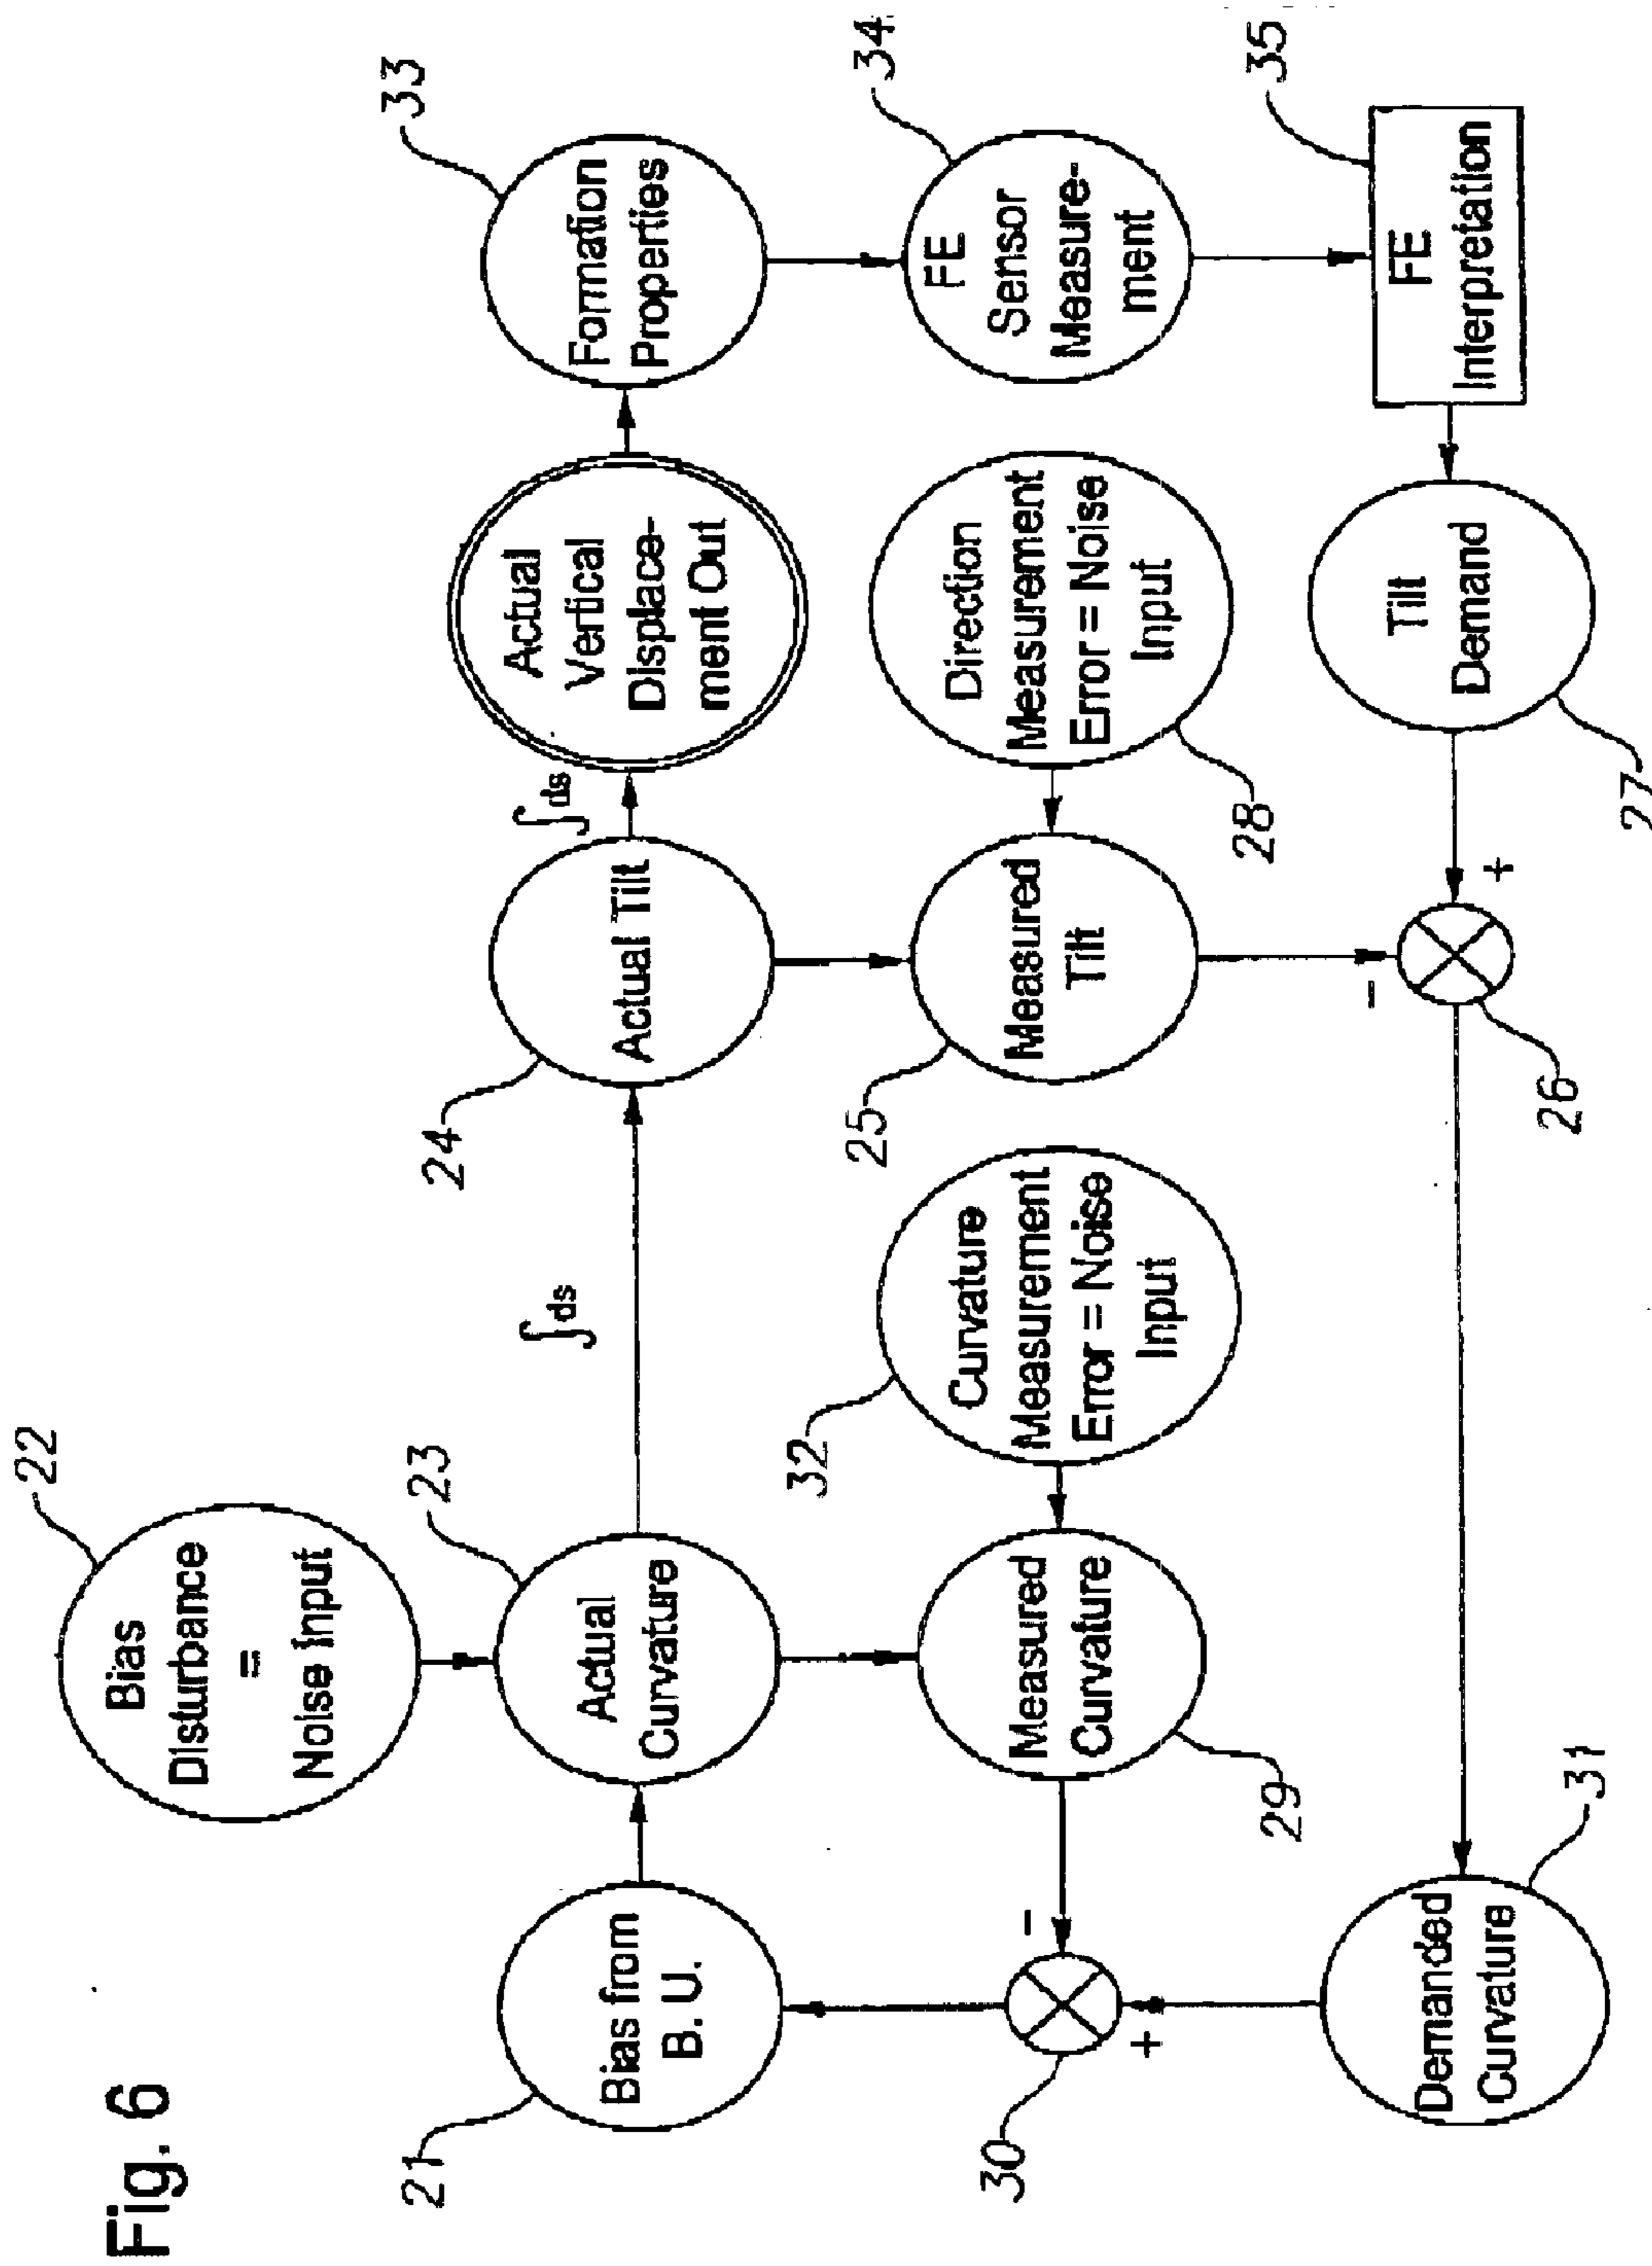 Fig. 6
22
Bias
Disturbance
=
Noise Input
21
Bias from
B. U.
23
Actual
Curvature
∫ds
24
Actual Tilt
∫ds
Actual
Vertical
Displace-
ment Out
33
Formation
Properties
30
-
+
29
Measured
Curvature
32
Curvature
Measurement
Error = Noise
Input
25
Measured
Tilt
28
Direction
Measurement
Error = Noise
Input
34
FE
Sensor
Measure-
ment
31
Demanded
Curvature
26
-
+
27
Tilt
Demand
35
FE
Interpretation